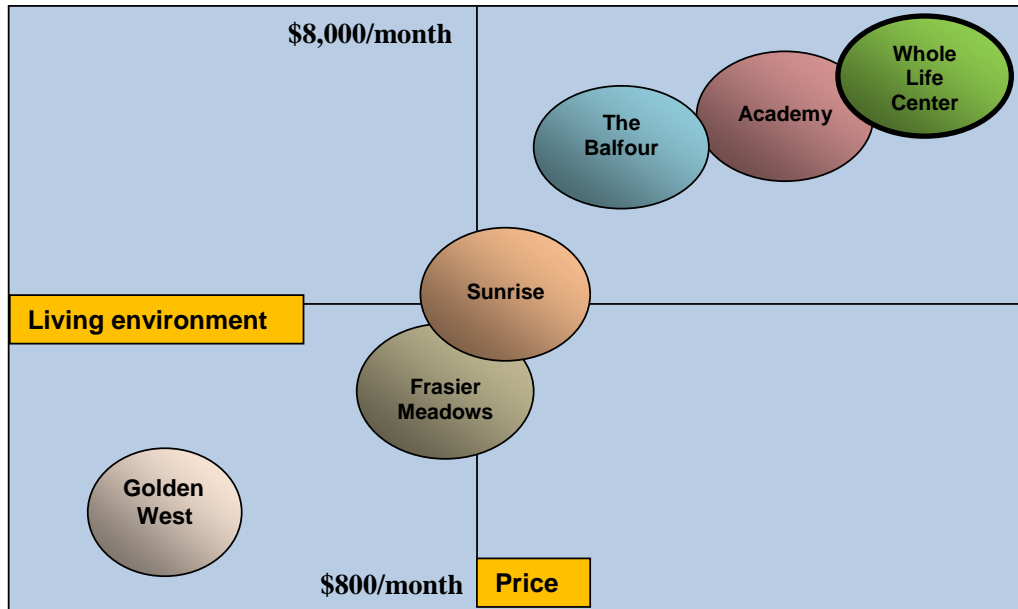 $8,000/month
Whole
Life
Center
Academy
The
Balfour
Sunrise
Living environment
Frasier
Meadows
Golden
West
$800/month
Price